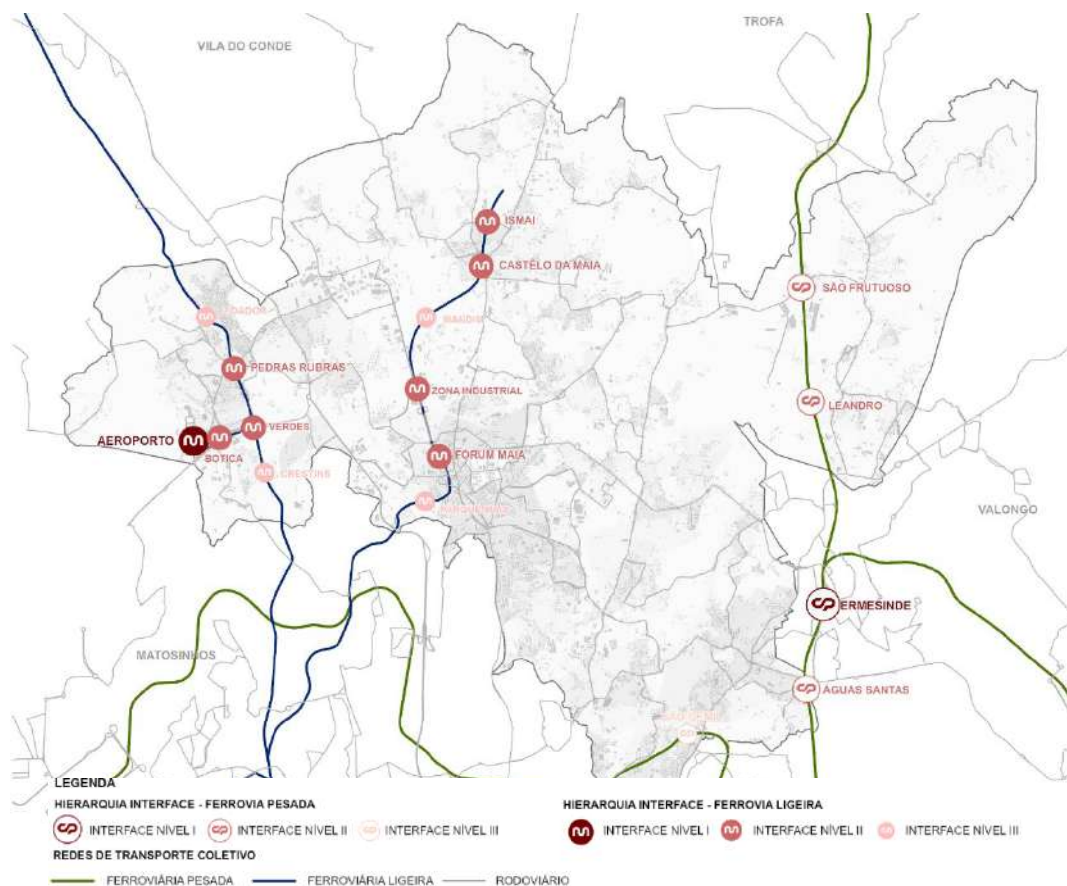 TROFA
VILA DO CONDE
ISMAI
CASTÊLO DA MAIA
SÃO FRUTUOSO
MANDIM
PEDRAS RUBRAS
ZONA INDUSTRIAL
LEANDRO
VERDES
AEROPORTO
BOTICA
FORUM MAIA
CRESTINS
VALONGO
ERMESINDE
MATOSINHOS
ÁGUAS SANTAS
LEGENDA
HIERARQUIA INTERFACE - FERROVIA PESADA
HIERARQUIA INTERFACE - FERROVIA LIGEIRA
INTERFACE NÍVEL I
INTERFACE NÍVEL II
INTERFACE NÍVEL III
INTERFACE NÍVEL I
INTERFACE NÍVEL II
INTERFACE NÍVEL III
REDES DE TRANSPORTE COLETIVO
FERROVIÁRIA PESADA
FERROVIÁRIA LIGEIRA
RODOVIÁRIO